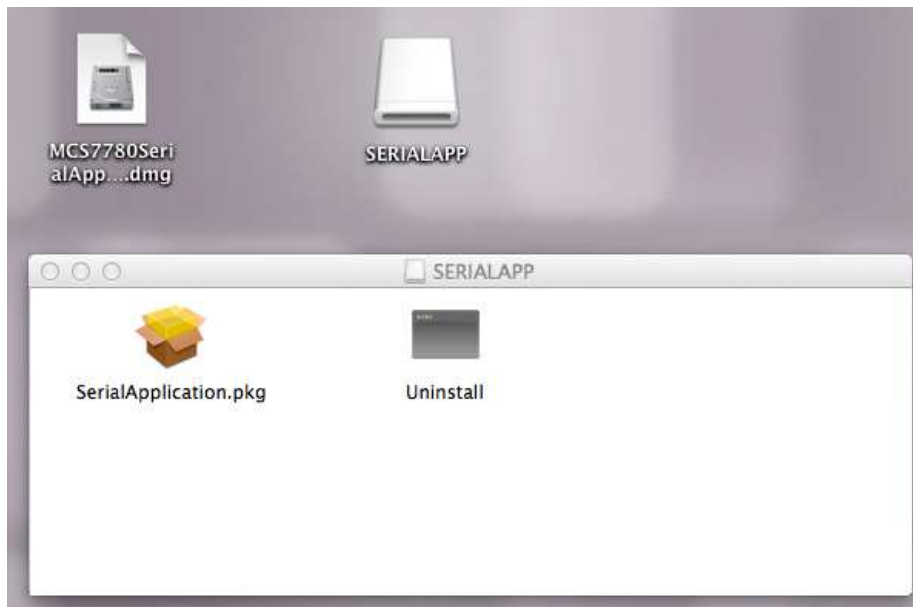 MCS7780Seri
alApp....dmg
SERIALAPP
SERIALAPP
SerialApplication.pkg
Uninstall